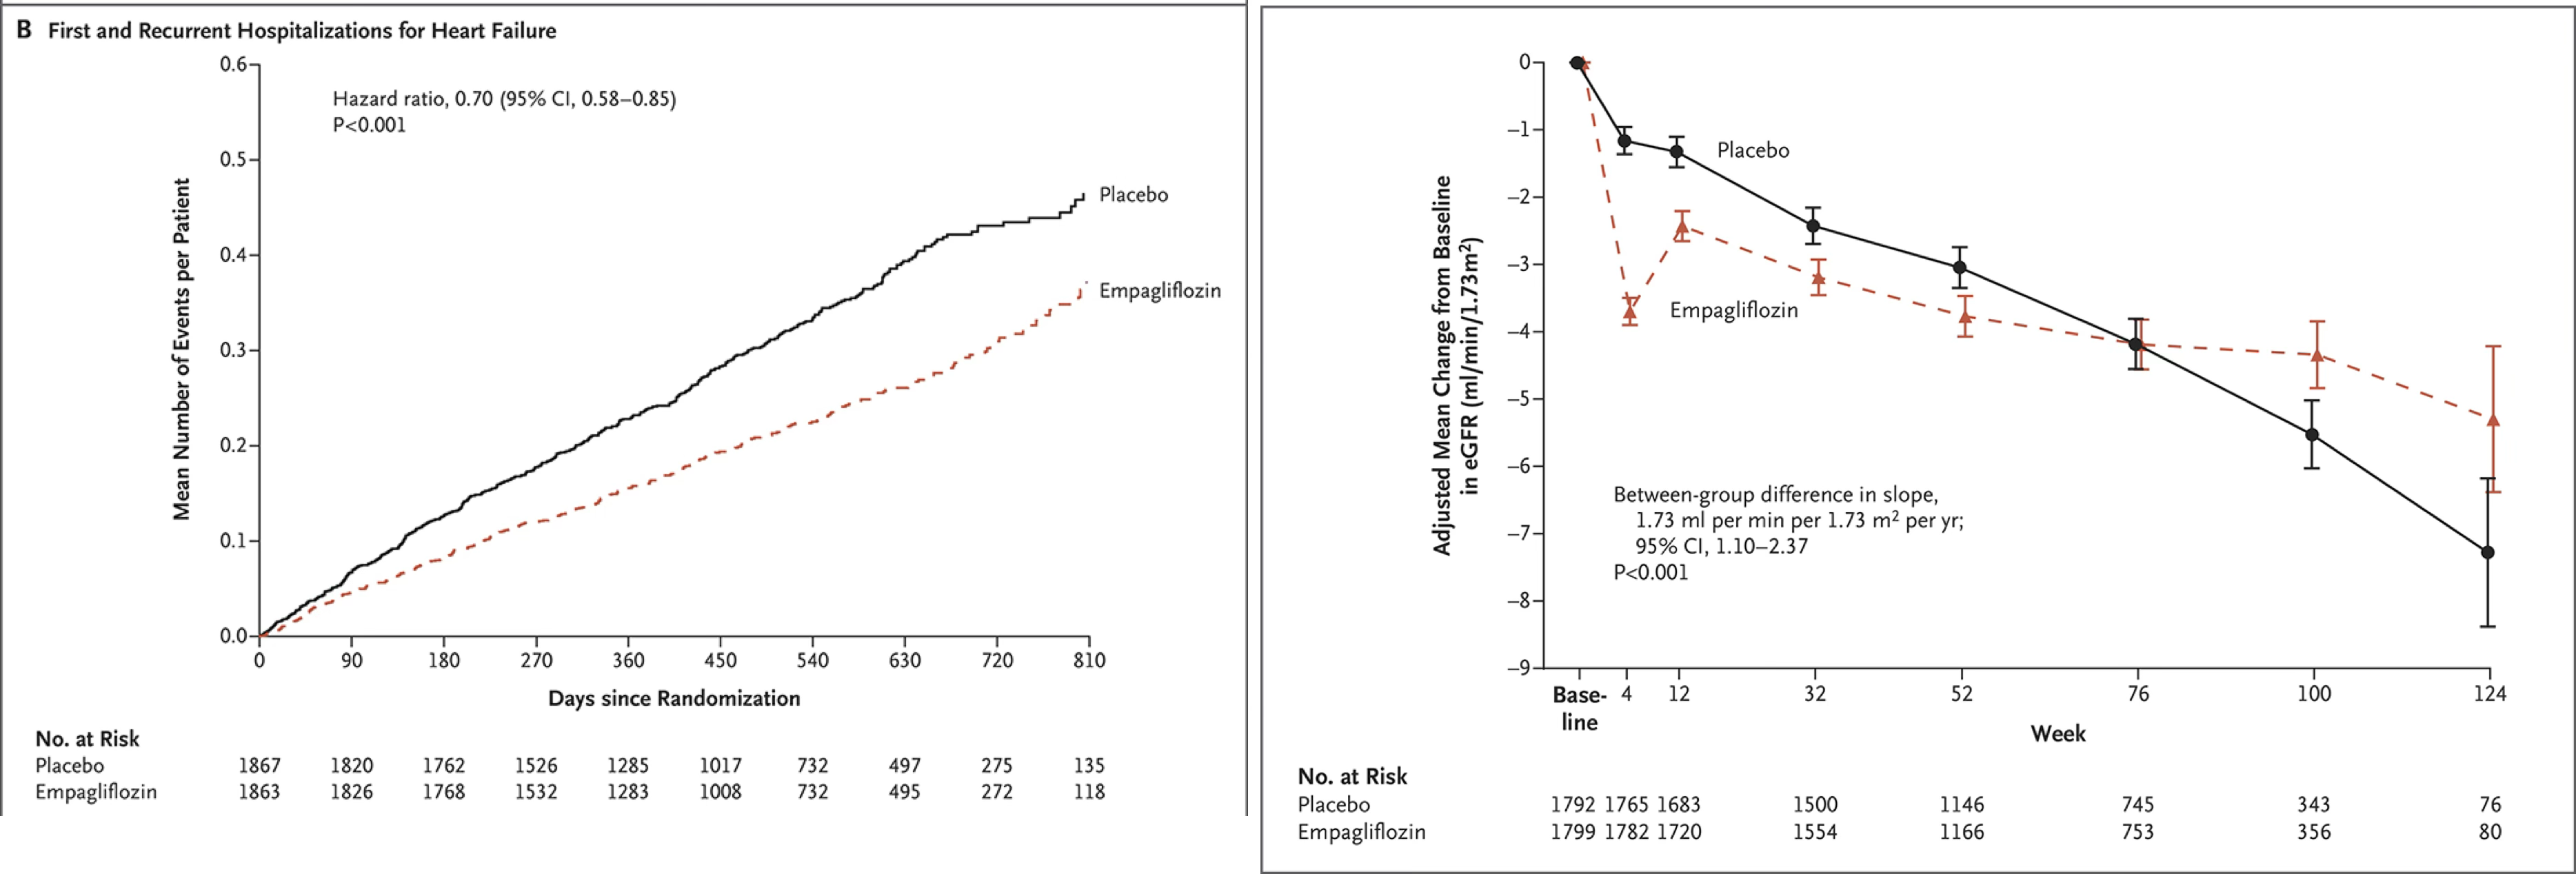 B First and Recurrent Hospitalizations for Heart Failure
0.6
0.5
0.4
0.3
0.2
0.1
0.0
Mean Number of Events per Patient
Hazard ratio, 0.70 (95% CI, 0.58–0.85)
P<0.001
Placebo
Empagliflozin
0 90 180 270 360 450 540 630 720 810
Days since Randomization
No. at Risk
Placebo 1867 1820 1762 1526 1285 1017 732 497 275 135
Empagliflozin 1863 1826 1768 1532 1283 1008 732 495 272 118
0
–1
–2
–3
–4
–5
–6
–7
–8
–9
Adjusted Mean Change from Baseline
in eGFR (ml/min/1.73m²)
Placebo
Empagliflozin
Between-group difference in slope,
1.73 ml per min per 1.73 m² per yr;
95% CI, 1.10–2.37
P<0.001
Base- 4 12 32 52 76 100 124
line
Week
No. at Risk
Placebo 1792 1765 1683 1500 1146 745 343 76
Empagliflozin 1799 1782 1720 1554 1166 753 356 80